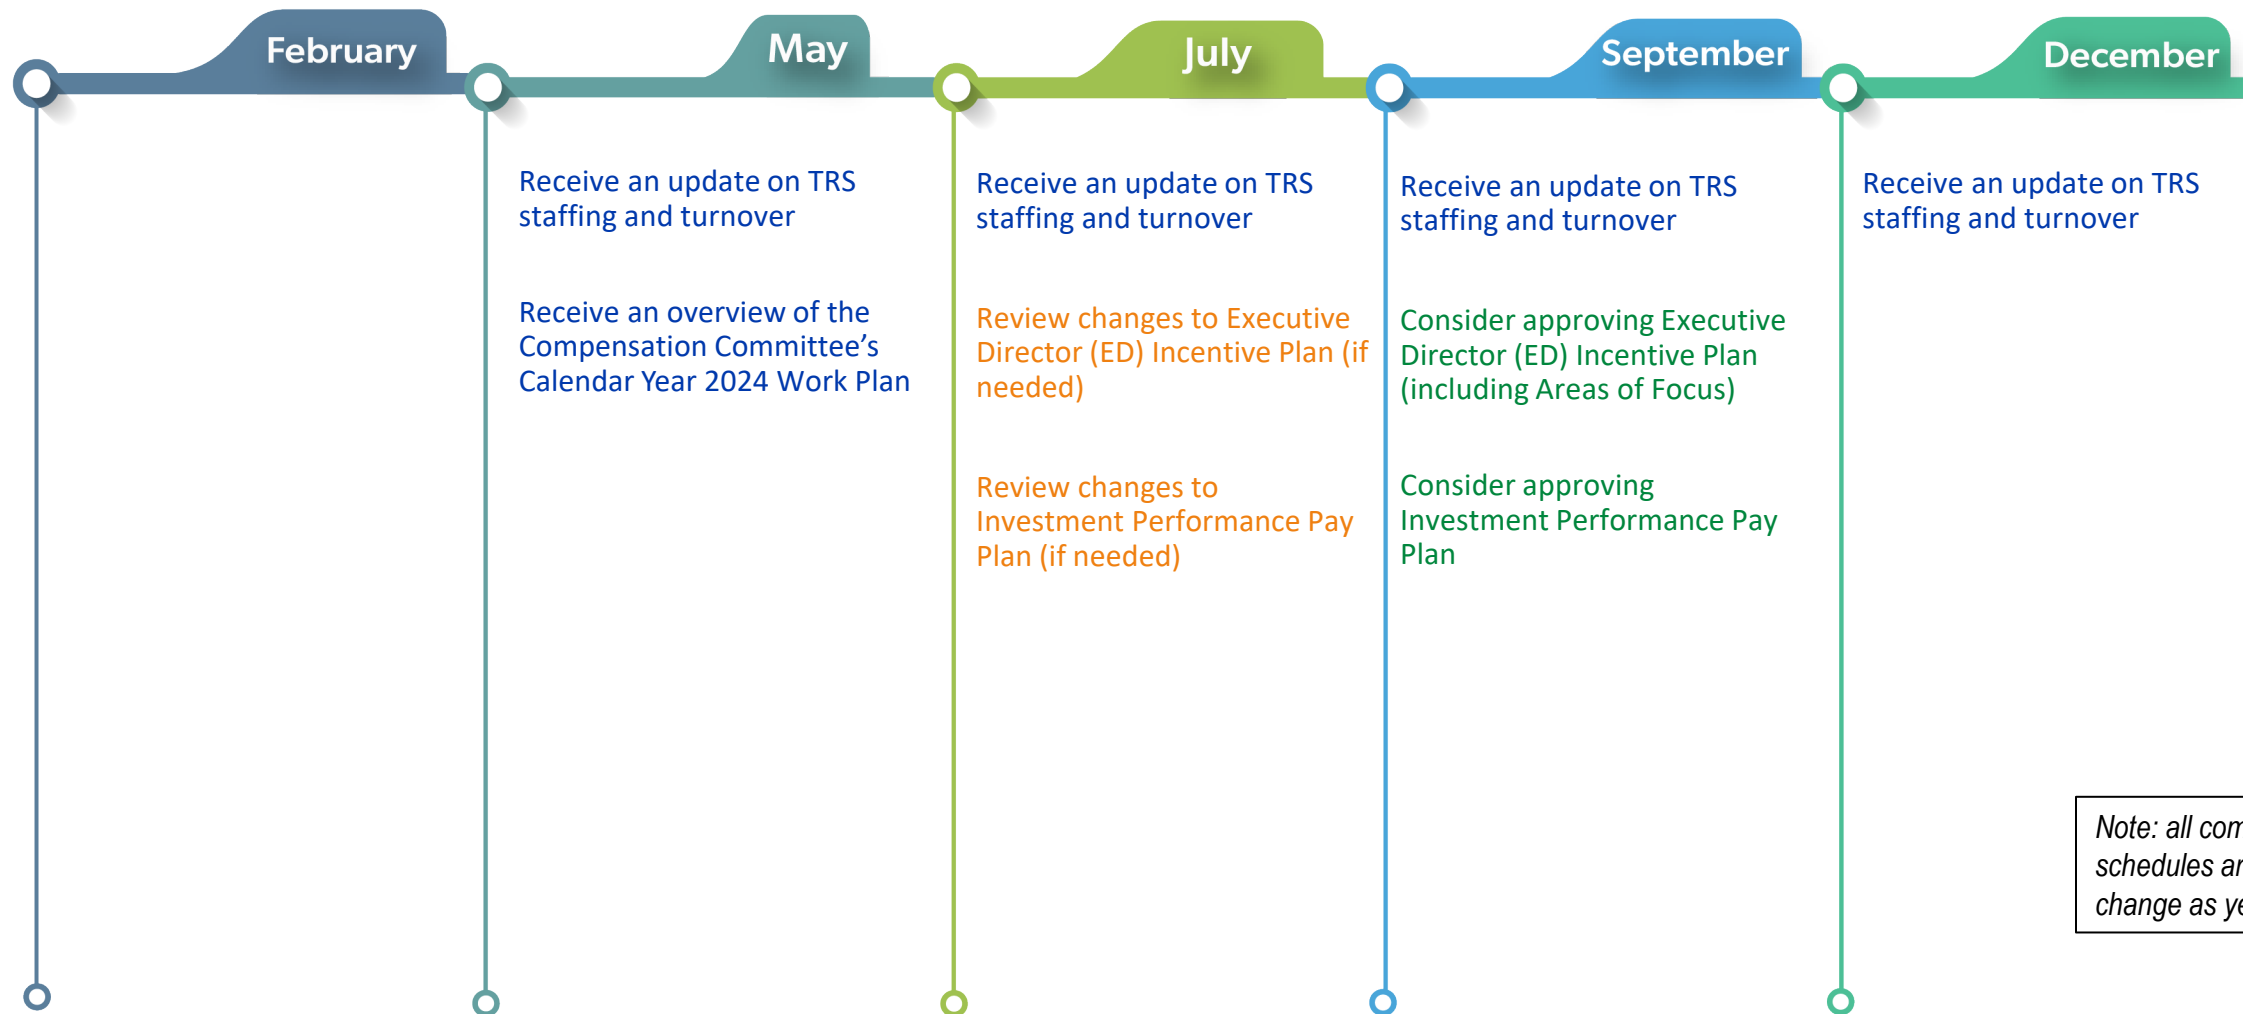 February
May
July
September
December
Receive an update on TRS
staffing and turnover
Receive an overview of the
Compensation Committee's
Calendar Year 2024 Work Plan
Receive an update on TRS
staffing and turnover
Review changes to Executive
Director (ED) Incentive Plan (if
needed)
Review changes to
Investment Performance Pay
Plan (if needed)
Receive an update on TRS
staffing and turnover
Consider approving Executive
Director (ED) Incentive Plan
(including Areas of Focus)
Consider approving
Investment Performance Pay
Plan
Receive an update on TRS
staffing and turnover
Note: all
schedules
change as